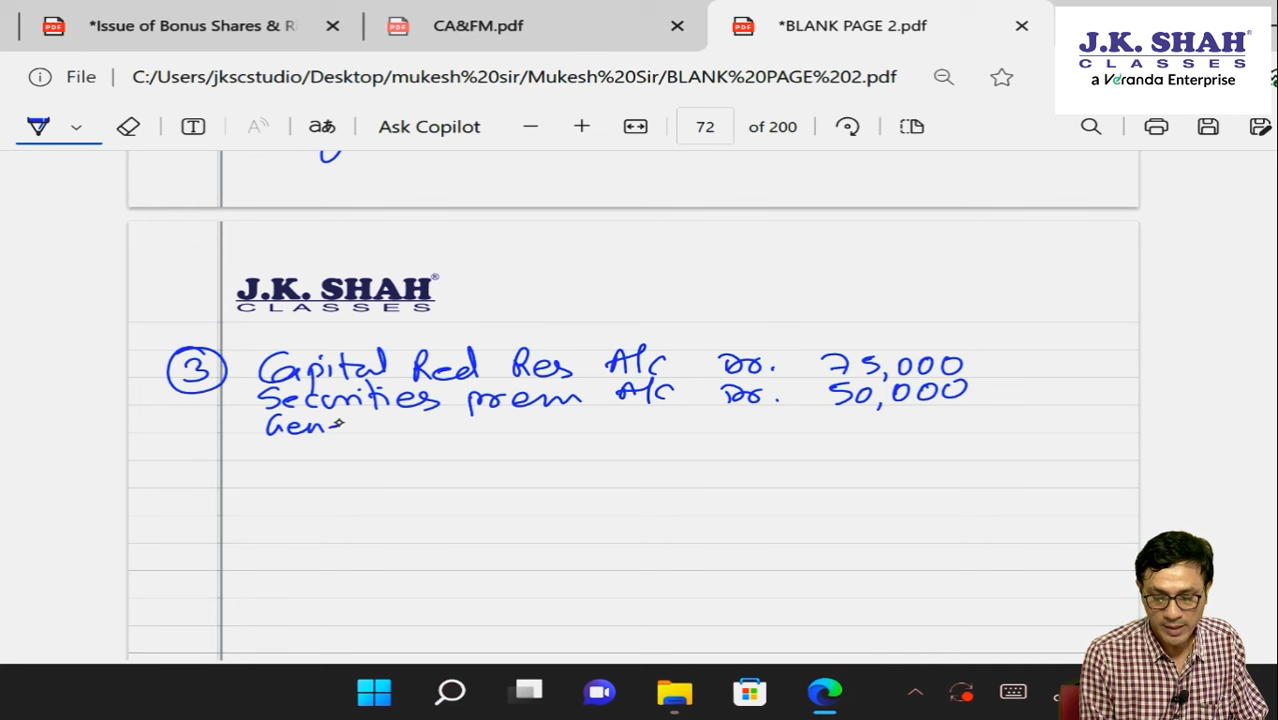 *Issue of Bonus Shares & Ri
CA&FM.pdf
*BLANK PAGE 2.pdf
J.K. SHAH®
CLASSES
a Veranda Enterprise
File
C:/Users/jkscstudio/Desktop/mukesh%20sir/Mukesh%20Sir/BLANK%20PAGE%202.pdf
Ask Copilot
72 of 200
J.K. SHAH®
CLASSES
3 Capital Red Res A/c Dr. 75,000
Securities prem A/c Dr. 50,000
Gen